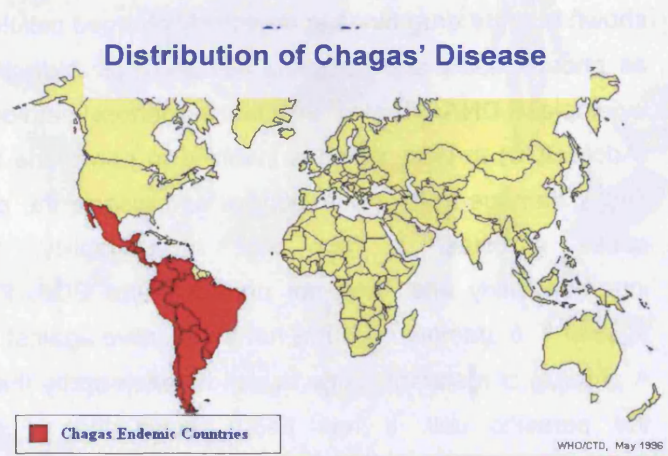 Distribution of Chagas' Disease
Chagas Endemic Countries
WHO/CTD, May 1996